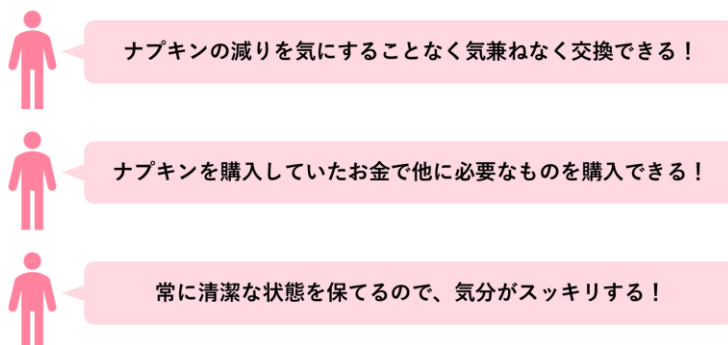 ナプキンの減りを気にすることなく気兼ねなく交換できる！
ナプキンを購入していたお金で他に必要なものを購入できる！
常に清潔な状態を保てるので、気分がスッキリする！